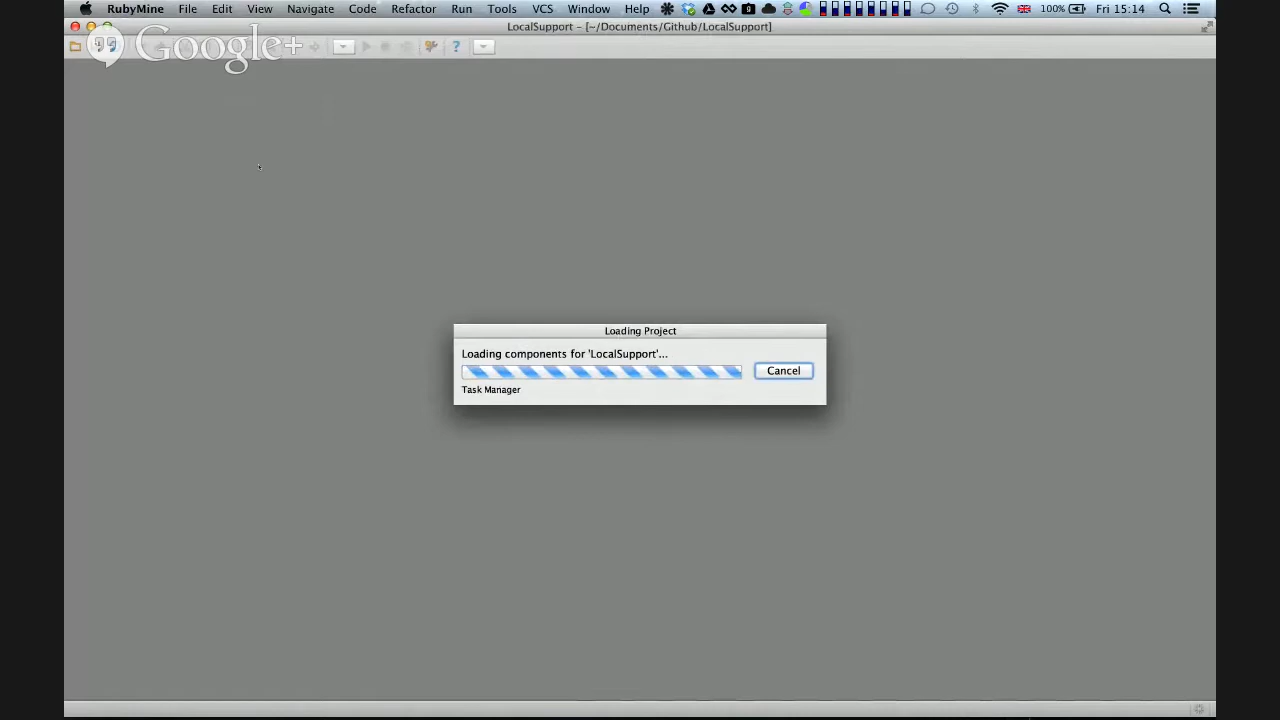 RubyMine File Edit View Navigate Code Refactor Run Tools VCS Window Help 9 100% Fri 15:14
LocalSupport - [~/Documents/Github/LocalSupport]
Google+
Loading Project
Loading components for 'LocalSupport'...
Cancel
Task Manager